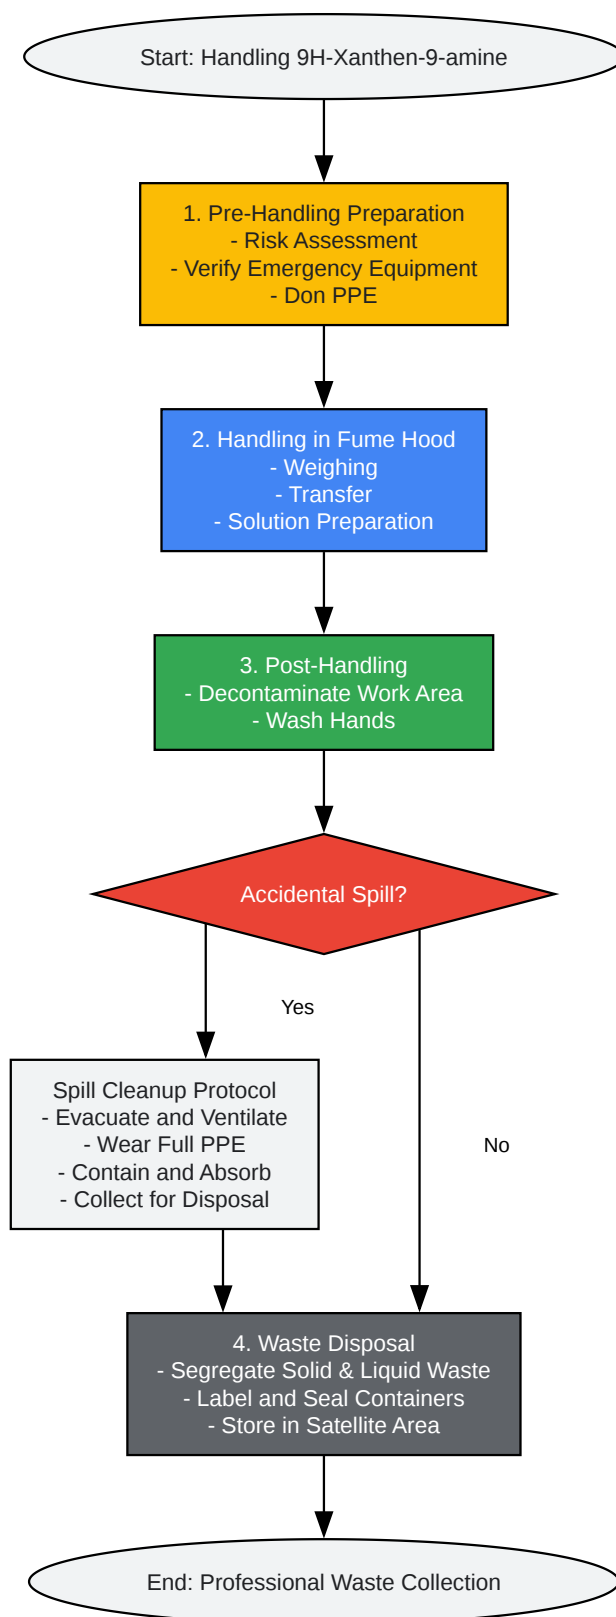 Start: Handling 9H-Xanthen-9-amine
1. Pre-Handling Preparation
- Risk Assessment
- Verify Emergency Equipment
- Don PPE
2. Handling in Fume Hood
- Weighing
- Transfer
- Solution Preparation
3. Post-Handling
- Decontaminate Work Area
- Wash Hands
Accidental Spill?
Yes
Spill Cleanup Protocol
- Evacuate and Ventilate
- Wear Full PPE
- Contain and Absorb
- Collect for Disposal
No
4. Waste Disposal
- Segregate Solid & Liquid Waste
- Label and Seal Containers
- Store in Satellite Area
End: Professional Waste Collection